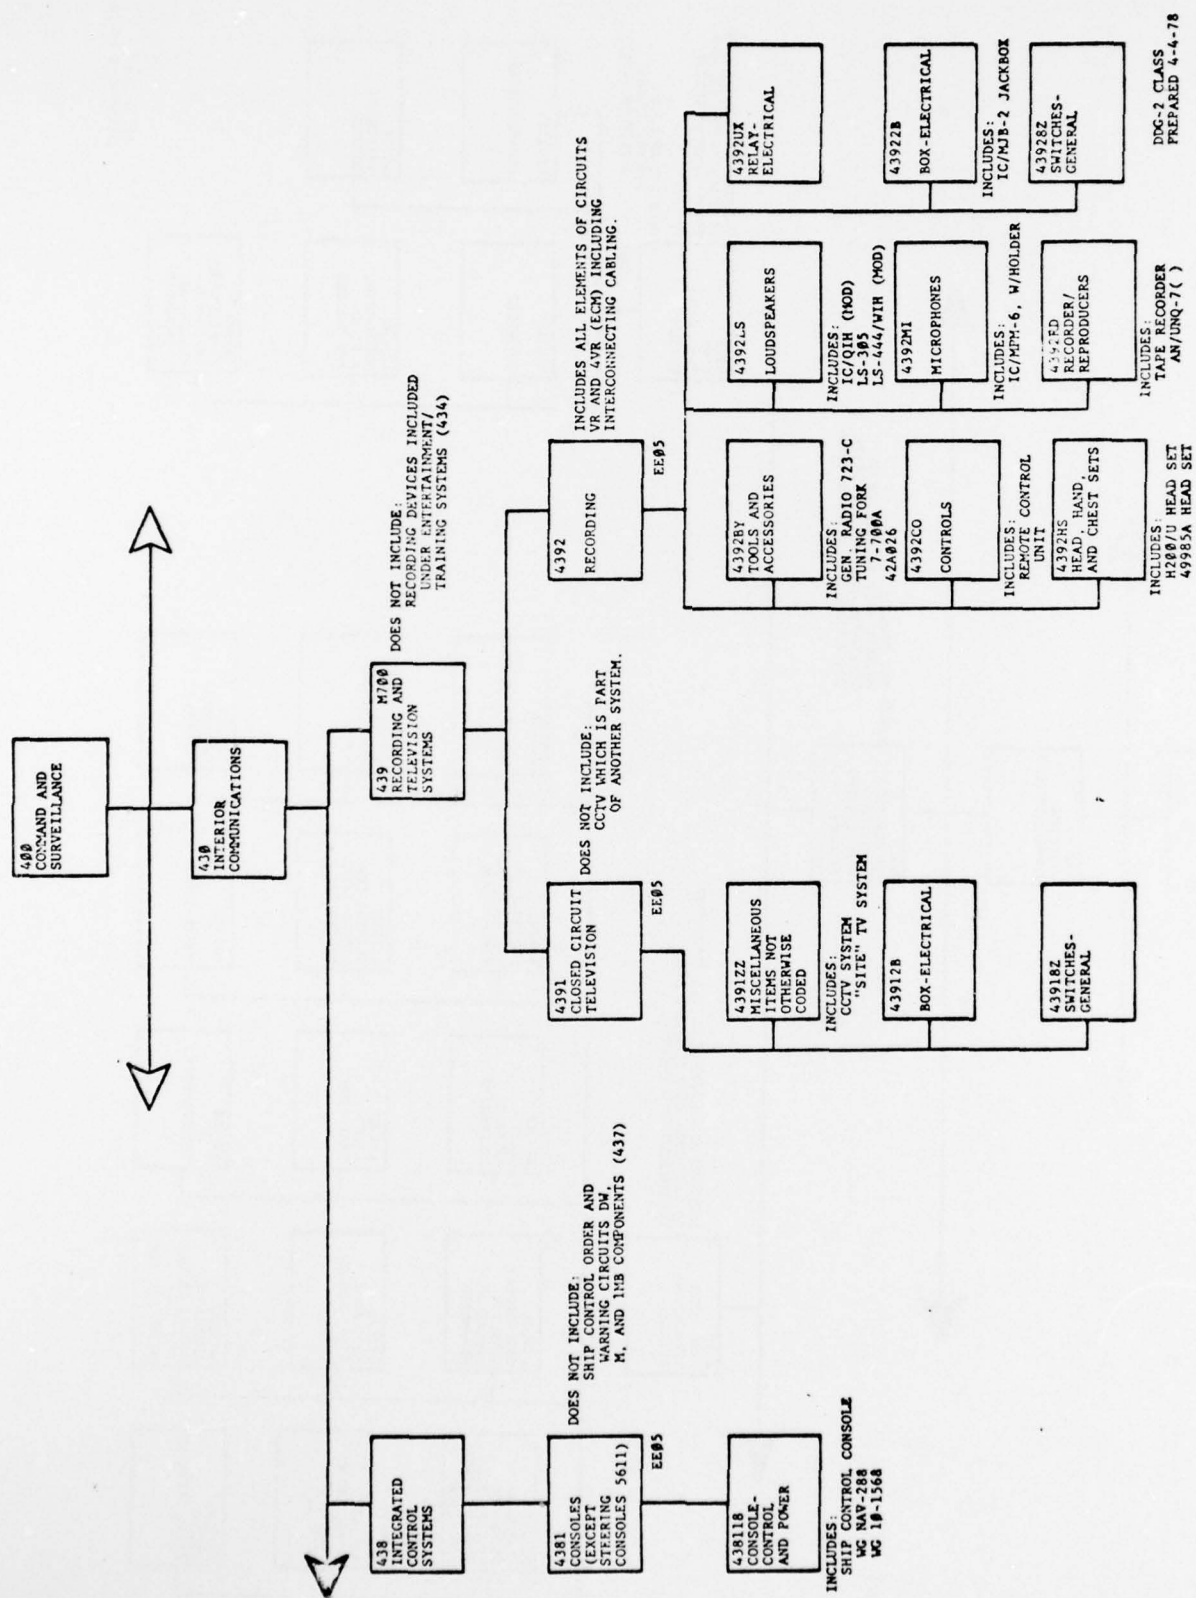 400
COMMAND AND
SURVEILLANCE
430
INTERIOR
COMMUNICATIONS
438
INTEGRATED
CONTROL
SYSTEMS
439 M700
RECORDING AND
TELEVISION
SYSTEMS
DOES NOT INCLUDE:
RECORDING DEVICES INCLUDED
UNDER ENTERTAINMENT/
TRAINING SYSTEMS (434)
4381
CONSOLES
(EXCEPT
STEERING
CONSOLES 5611)
DOES NOT INCLUDE:
SHIP CONTROL ORDER AND
WARNING CIRCUITS DW,
M, AND 1MB COMPONENTS (437)
EE05
4391
CLOSED CIRCUIT
TELEVISION
DOES NOT INCLUDE:
CCTV WHICH IS PART
OF ANOTHER SYSTEM.
EE05
4392
RECORDING
INCLUDES ALL ELEMENTS OF CIRCUITS
VR AND 4VR (ECM) INCLUDING
INTERCONNECTING CABLING.
EE05
438118
CONSOLE-
CONTROL
AND POWER
INCLUDES:
SHIP CONTROL CONSOLE
WG NAV-288
WG 10-1568
4391ZZ
MISCELLANEOUS
ITEMS NOT
OTHERWISE
CODED
INCLUDES:
CCTV SYSTEM
"SITE" TV SYSTEM
43912B
BOX-ELECTRICAL
43918Z
SWITCHES-
GENERAL
4392BY
TOOLS AND
ACCESSORIES
INCLUDES:
GEN. RADIO 723-C
TUNING FORK
7-700A
42A026
4392CO
CONTROLS
INCLUDES:
REMOTE CONTROL
UNIT
4392HS
HEAD, HAND,
AND CHEST SETS
INCLUDES:
H200/U HEAD SET
49985A HEAD SET
4392LS
LOUDSPEAKERS
INCLUDES:
IC/QIH (MOD)
LS-305
LS-444/WIH (MOD)
4392MI
MICROPHONES
INCLUDES:
IC/MPM-6, W/HOLDER
4392RD
RECORDER/
REPRODUCERS
INCLUDES:
TAPE RECORDER
AN/UNQ-7( )
4392UX
RELAY-
ELECTRICAL
43922B
BOX-ELECTRICAL
INCLUDES:
IC/MJB-2 JACKBOX
43928Z
SWITCHES-
GENERAL
DDG-2 CLASS
PREPARED 4-4-78